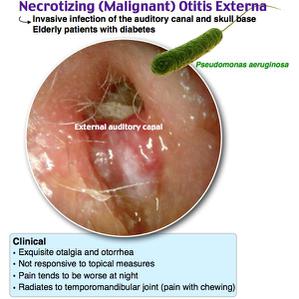 Necrotizing (Malignant) Otitis Externa
Invasive infection of the auditory canal and skull base
Elderly patients with diabetes
Pseudomonas aeruginosa
External auditory canal
Clinical
• Exquisite otalgia and otorrhea
• Not responsive to topical measures
• Pain tends to be worse at night
• Radiates to temporomandibular joint (pain with chewing)